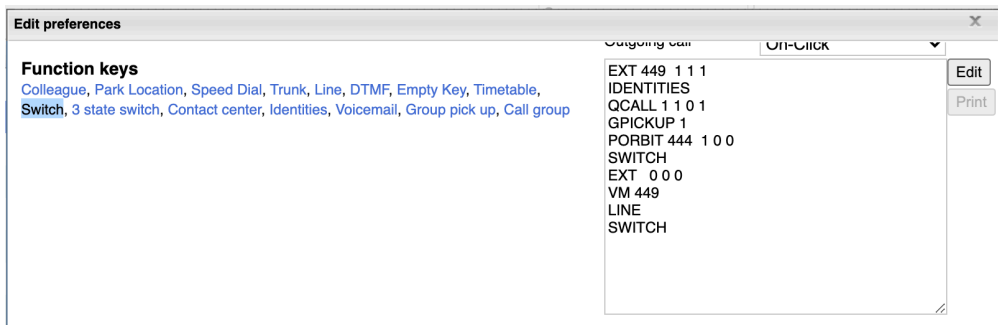 Edit preferences
X
Outgoing call
On-Click
Function keys
Colleague, Park Location, Speed Dial, Trunk, Line, DTMF, Empty Key, Timetable,
Switch, 3 state switch, Contact center, Identities, Voicemail, Group pick up, Call group
EXT 449  1 1 1
IDENTITIES
QCALL 1 1 0 1
GPICKUP 1
PORBIT 444  1 0 0
SWITCH
EXT   0 0 0
VM 449
LINE
SWITCH
Edit
Print